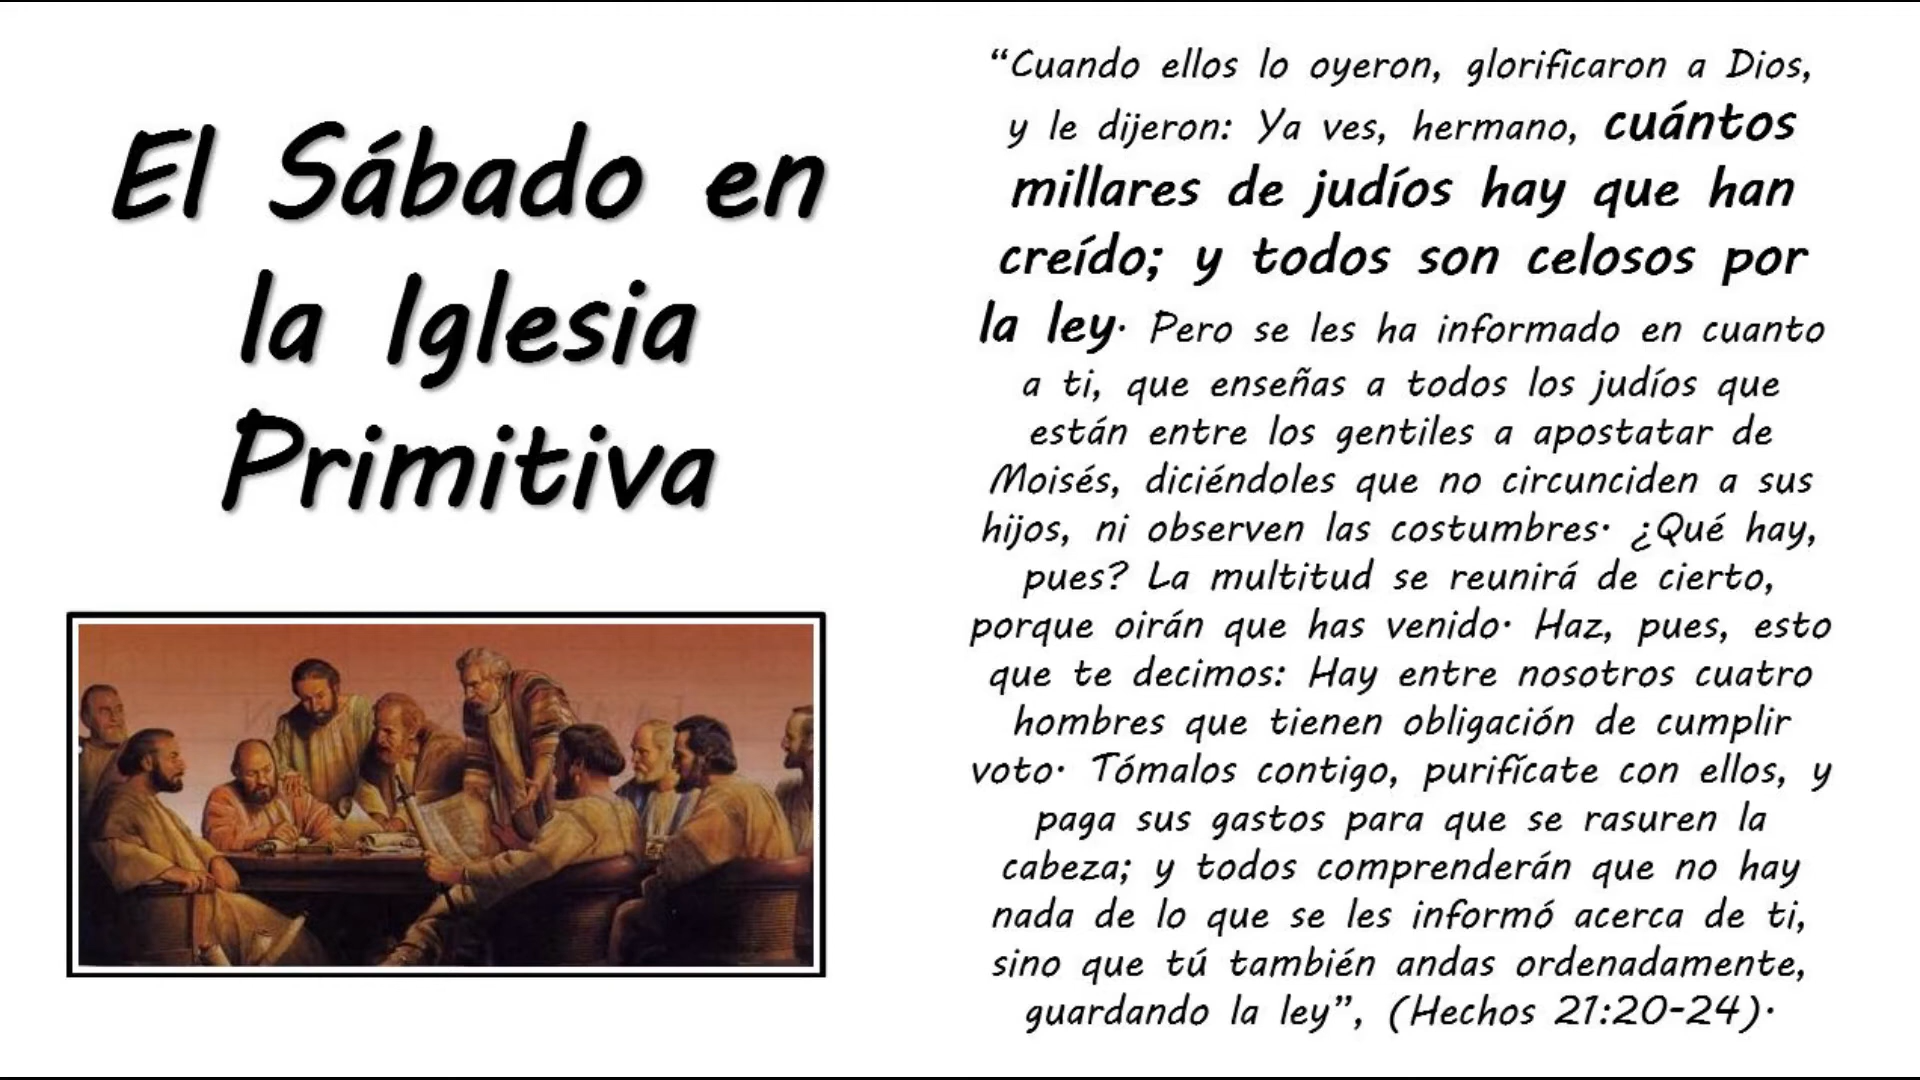 El Sábado en
la Iglesia
Primitiva
“Cuando ellos lo oyeron, glorificaron a Dios,
y le dijeron: Ya ves, hermano, cuántos
millares de judíos hay que han
creído; y todos son celosos por
la ley. Pero se les ha informado en cuanto
a ti, que enseñas a todos los judíos que
están entre los gentiles a apostatar de
Moisés, diciéndoles que no circunciden a sus
hijos, ni observen las costumbres. ¿Qué hay,
pues? La multitud se reunirá de cierto,
porque oirán que has venido. Haz, pues, esto
que te decimos: Hay entre nosotros cuatro
hombres que tienen obligación de cumplir
voto. Tómalos contigo, purifícate con ellos, y
paga sus gastos para que se rasuren la
cabeza; y todos comprenderán que no hay
nada de lo que se les informó acerca de ti,
sino que tú también andas ordenadamente,
guardando la ley”, (Hechos 21:20-24).